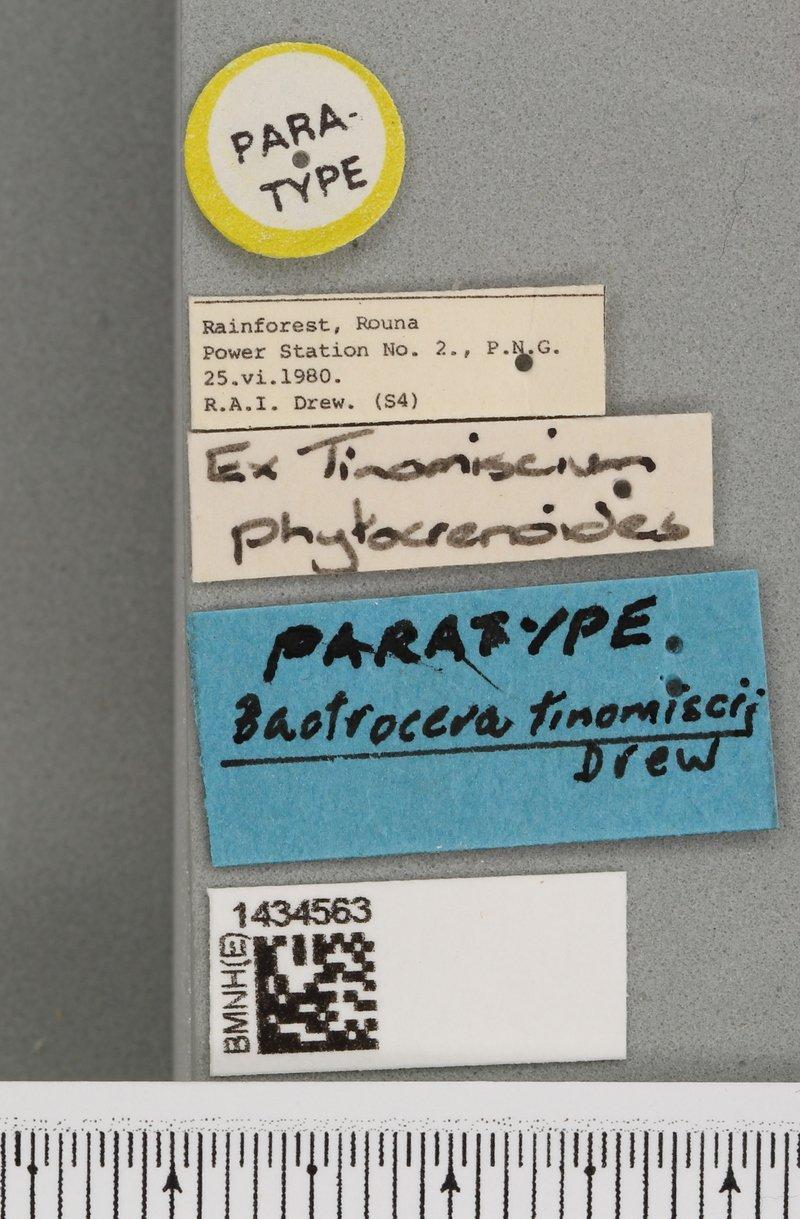 PARA-
TYPE
Rainforest, Rouna
Power Station No. 2., P.N.G.
25.vi.1980.
R.A.I. Drew. (S4)
Ex Tinomiscium
phytocrenoides
PARATYPE.
Bactrocera tinomiscii
Drew
1434563
BMNH(E)